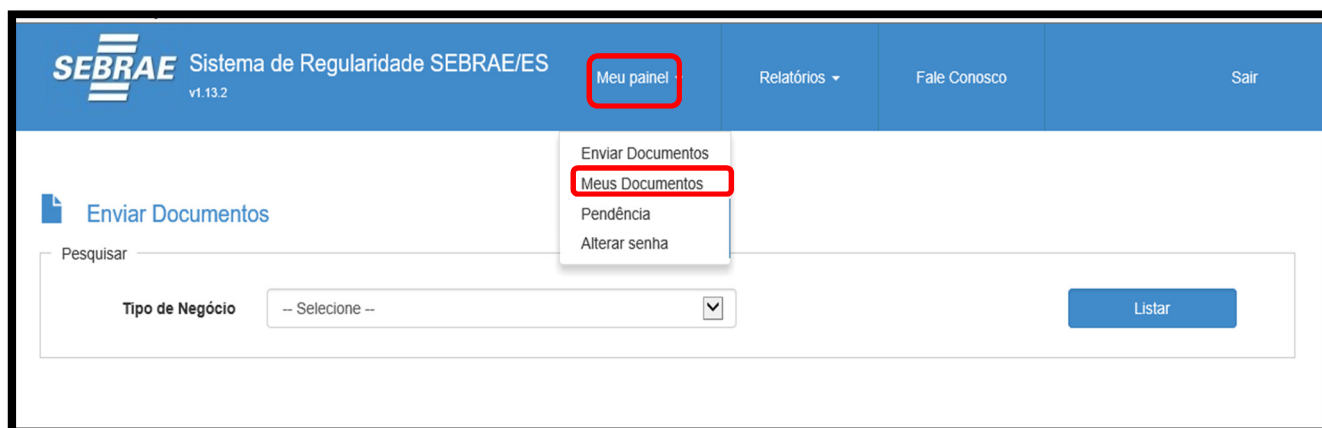 SEBRAE
Sistema de Regularidade SEBRAE/ES
v1.13.2
Meu painel
Relatórios
Fale Conosco
Sair
Enviar Documentos
Meus Documentos
Pendência
Alterar senha
Enviar Documentos
Pesquisar
Tipo de Negócio
-- Selecione --
Listar